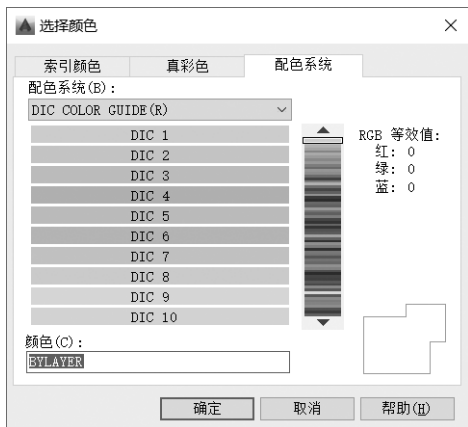 选择颜色
索引颜色 真彩色 配色系统
配色系统(B):
DIC COLOR GUIDE(R)
DIC 1
DIC 2
DIC 3
DIC 4
DIC 5
DIC 6
DIC 7
DIC 8
DIC 9
DIC 10
RGB 等效值:
红: 0
绿: 0
蓝: 0
颜色(C):
BYLAYER
确定 取消 帮助(H)